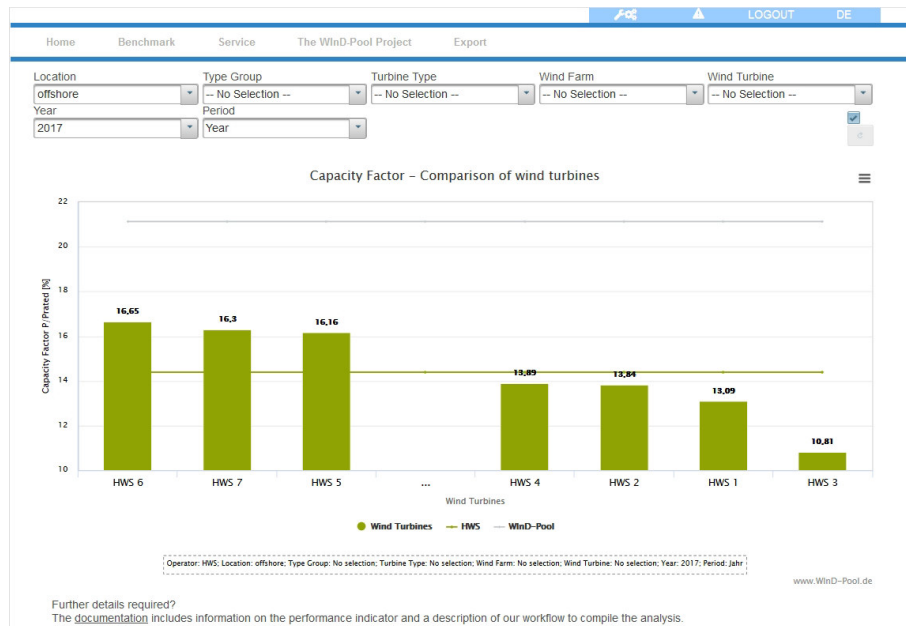 LOGOUT DE
Home Benchmark Service The WInD-Pool Project Export
Location Type Group Turbine Type Wind Farm Wind Turbine
offshore -- No Selection -- -- No Selection -- -- No Selection -- -- No Selection --
Year Period
2017 Year
Capacity Factor – Comparison of wind turbines
Capacity Factor P/Prated [%]
22
20
18
16
14
12
10
16,65
16,3
16,16
13,89
13,84
13,09
10,81
HWS 6 HWS 7 HWS 5 ... HWS 4 HWS 2 HWS 1 HWS 3
Wind Turbines
Wind Turbines HWS WInD-Pool
Operator: HWS; Location: offshore; Type Group: No selection; Turbine Type: No selection; Wind Farm: No selection; Wind Turbine: No selection; Year: 2017; Period: Jahr
www.WInD-Pool.de
Further details required?
The documentation includes information on the performance indicator and a description of our workflow to compile the analysis.